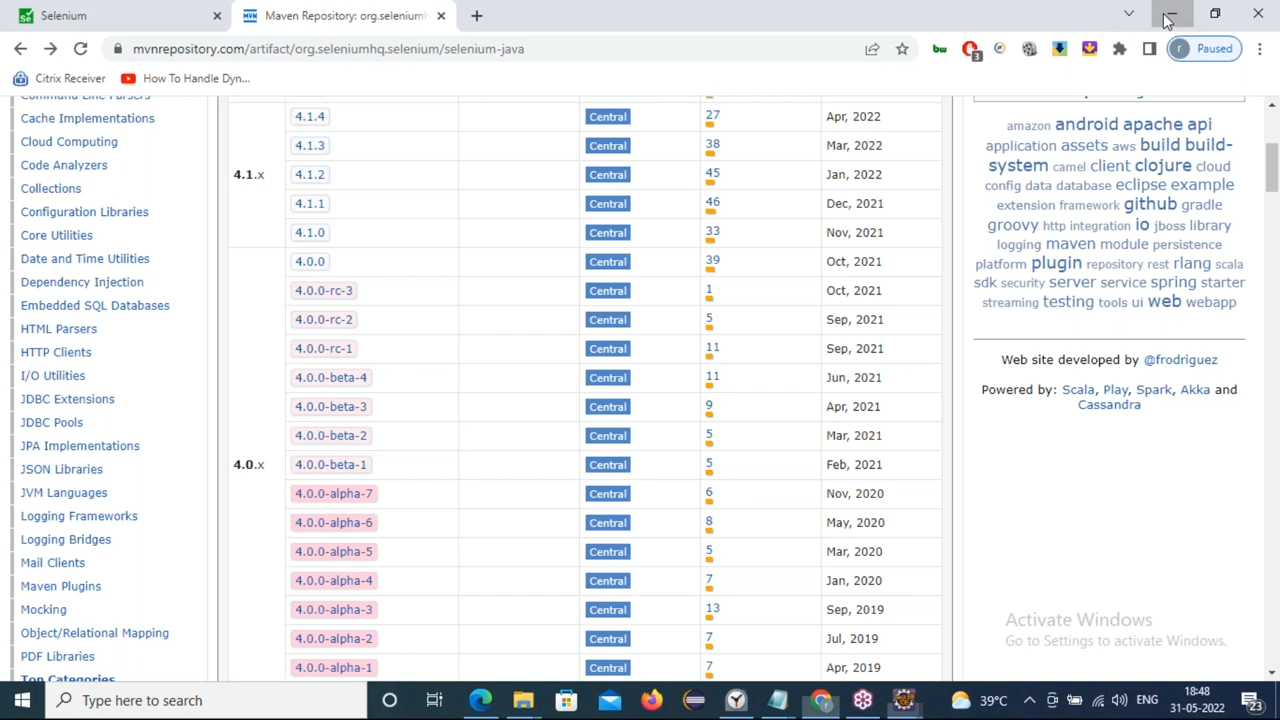 Selenium
Maven Repository: org.selenium
mvnrepository.com/artifact/org.seleniumhq.selenium/selenium-java
3
r
Paused
Citrix Receiver
How To Handle Dyn...
Cache Implementations
Cloud Computing
Code Analyzers
Collections
Configuration Libraries
Core Utilities
Date and Time Utilities
Dependency Injection
Embedded SQL Databases
HTML Parsers
HTTP Clients
I/O Utilities
JDBC Extensions
JDBC Pools
JPA Implementations
JSON Libraries
JVM Languages
Logging Frameworks
Logging Bridges
Mail Clients
Maven Plugins
Mocking
Object/Relational Mapping
PDF Libraries
Top Categories
4.1.x
4.1.4 Central 27 Apr, 2022
4.1.3 Central 38 Mar, 2022
4.1.2 Central 45 Jan, 2022
4.1.1 Central 46 Dec, 2021
4.1.0 Central 33 Nov, 2021
4.0.x
4.0.0 Central 39 Oct, 2021
4.0.0-rc-3 Central 1 Oct, 2021
4.0.0-rc-2 Central 5 Sep, 2021
4.0.0-rc-1 Central 11 Sep, 2021
4.0.0-beta-4 Central 11 Jun, 2021
4.0.0-beta-3 Central 9 Apr, 2021
4.0.0-beta-2 Central 5 Mar, 2021
4.0.0-beta-1 Central 5 Feb, 2021
4.0.0-alpha-7 Central 6 Nov, 2020
4.0.0-alpha-6 Central 8 May, 2020
4.0.0-alpha-5 Central 5 Mar, 2020
4.0.0-alpha-4 Central 7 Jan, 2020
4.0.0-alpha-3 Central 13 Sep, 2019
4.0.0-alpha-2 Central 7 Jul, 2019
4.0.0-alpha-1 Central 7 Apr, 2019
amazon android apache api
application assets aws build build-
system camel client clojure cloud
config data database eclipse example
extension framework github gradle
groovy http integration io jboss library
logging maven module persistence
platform plugin repository rest rlang scala
sdk security server service spring starter
streaming testing tools ui web webapp
Web site developed by @frodriguez
Powered by: Scala, Play, Spark, Akka and
Cassandra
Activate Windows
Go to Settings to activate Windows.
Type here to search
39°C
ENG
18:48
31-05-2022
23